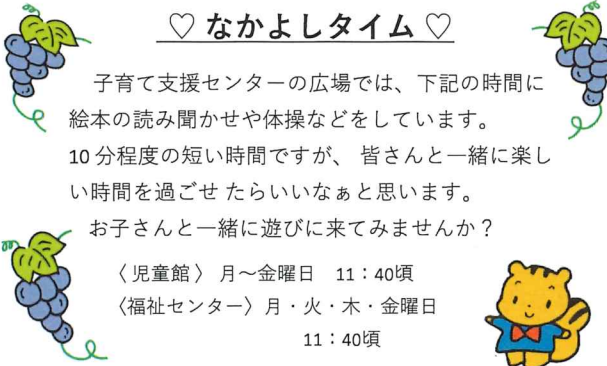 ♡ なかよしタイム ♡
子育て支援センターの広場では、下記の時間に
絵本の読み聞かせや体操などをしています。
10 分程度の短い時間ですが、 皆さんと一緒に楽し
い時間を過ごせ たらいいなぁと思います。
お子さんと一緒に遊びに来てみませんか？
〈 児童館 〉 月～金曜日　11：40頃
〈福祉センター〉月・火・木・金曜日
11：40頃